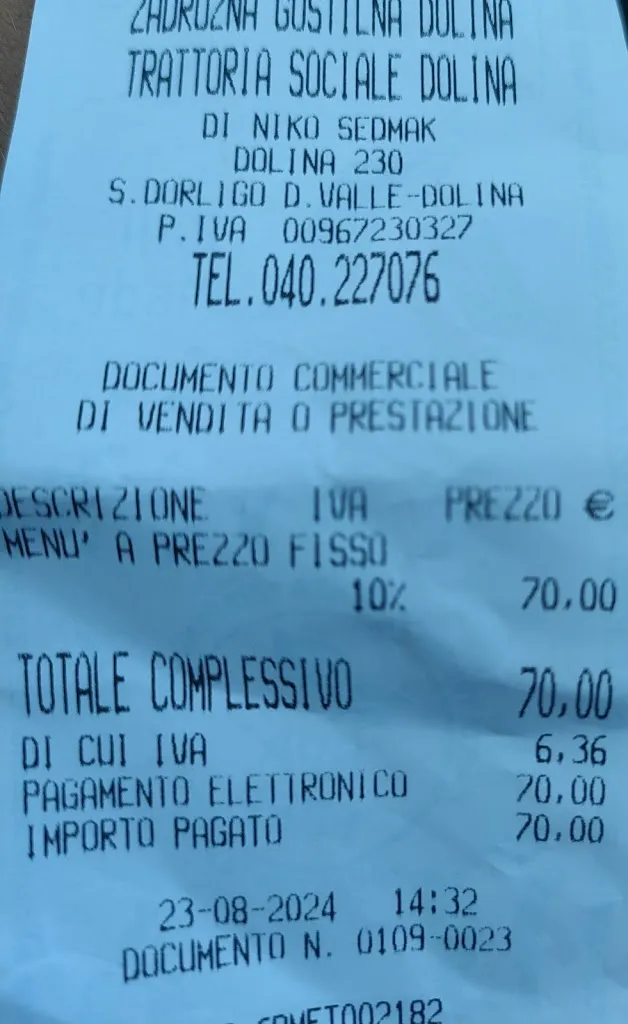 ZADRUZNA GOSTILNA DOLINA
TRATTORIA SOCIALE DOLINA
DI NIKO SEDMAK
DOLINA 230
S.DORLIGO D.VALLE-DOLINA
P.IVA 00967230327
TEL.040.227076
DOCUMENTO COMMERCIALE
DI VENDITA O PRESTAZIONE
DESCRIZIONE IVA PREZZO €
MENU' A PREZZO FISSO
10% 70,00
TOTALE COMPLESSIVO 70,00
DI CUI IVA 6,36
PAGAMENTO ELETTRONICO 70,00
IMPORTO PAGATO 70,00
23-08-2024 14:32
DOCUMENTO N. 0109-0023